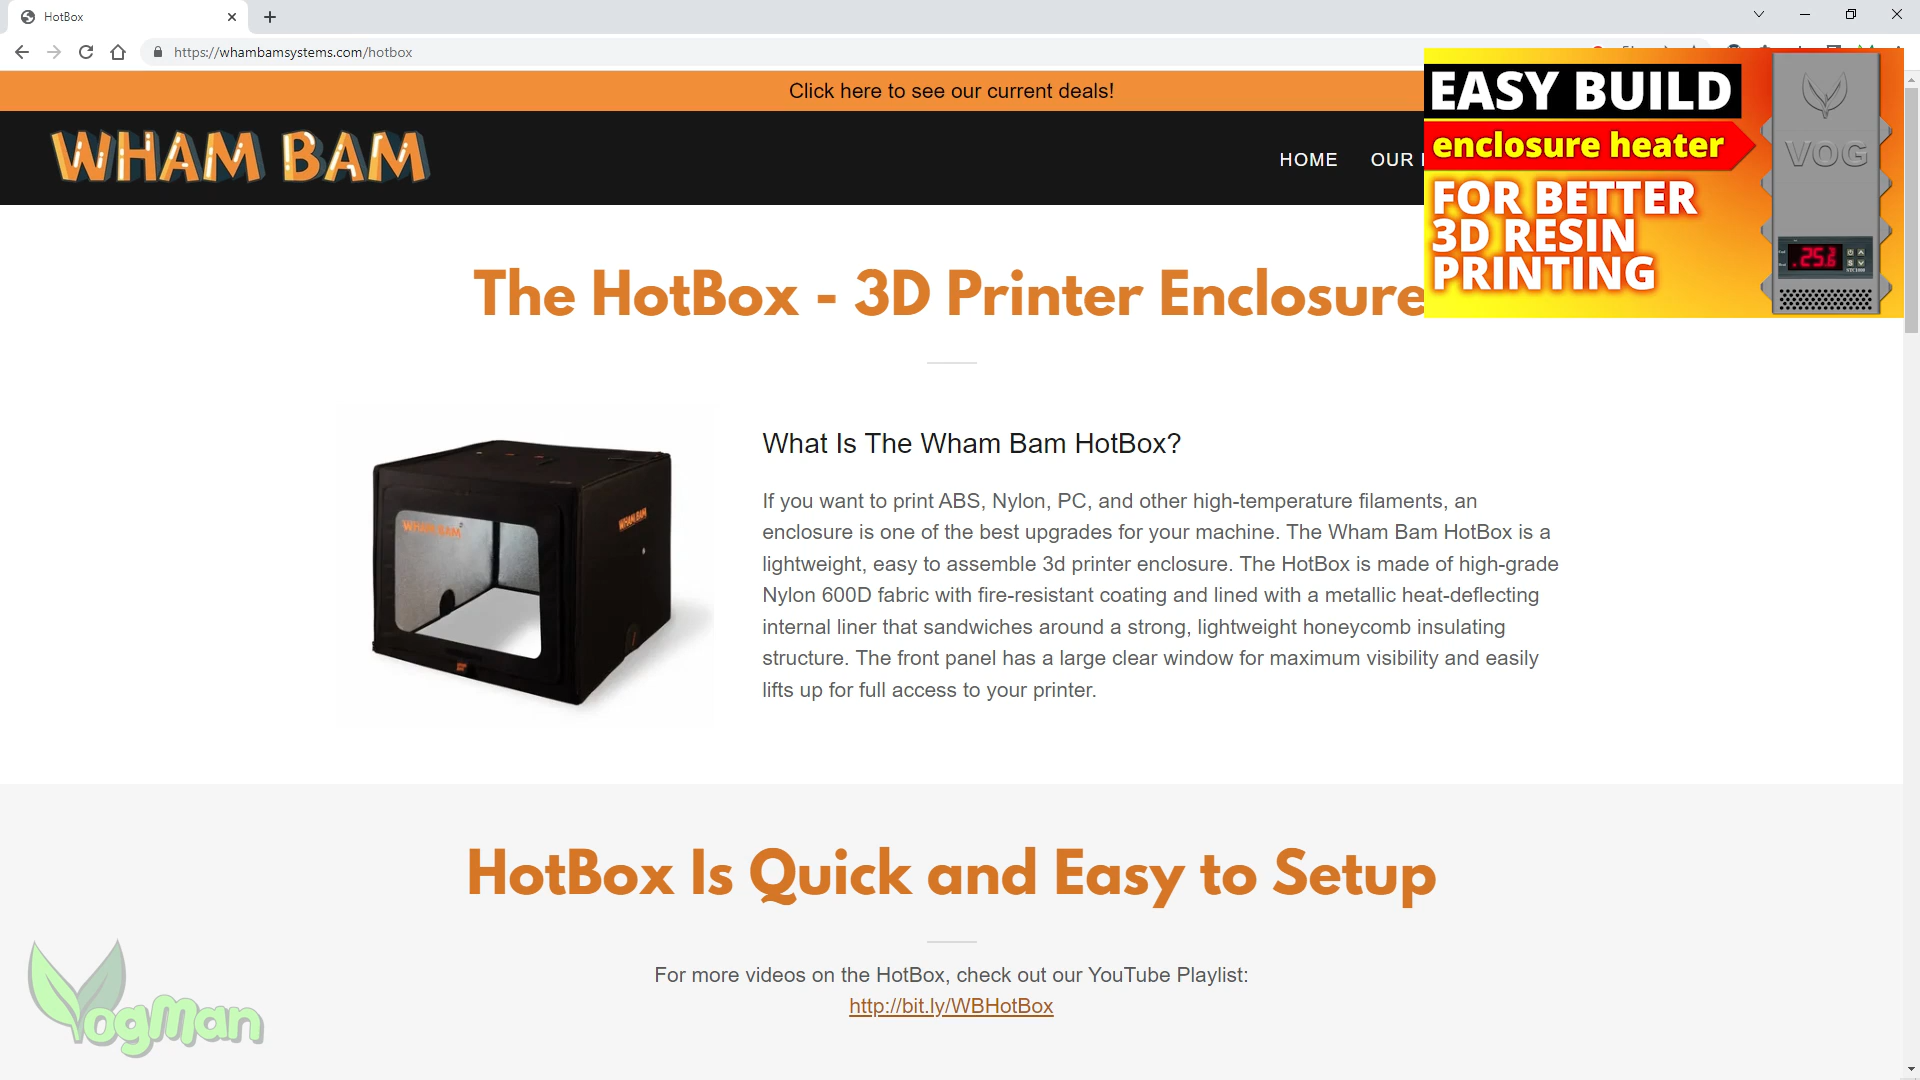 HotBox
https://whambamsystems.com/hotbox
Click here to see our current deals!
WHAM BAM
HOME
OUR
EASY BUILD
enclosure heater
FOR BETTER
3D RESIN
PRINTING
VOG
25.6
The HotBox - 3D Printer Enclosure
WHAM BAM
WHAM BAM
What Is The Wham Bam HotBox?
If you want to print ABS, Nylon, PC, and other high-temperature filaments, an
enclosure is one of the best upgrades for your machine. The Wham Bam HotBox is a
lightweight, easy to assemble 3d printer enclosure. The HotBox is made of high-grade
Nylon 600D fabric with fire-resistant coating and lined with a metallic heat-deflecting
internal liner that sandwiches around a strong, lightweight honeycomb insulating
structure. The front panel has a large clear window for maximum visibility and easily
lifts up for full access to your printer.
HotBox Is Quick and Easy to Setup
For more videos on the HotBox, check out our YouTube Playlist:
http://bit.ly/WBHotBox
VogMan